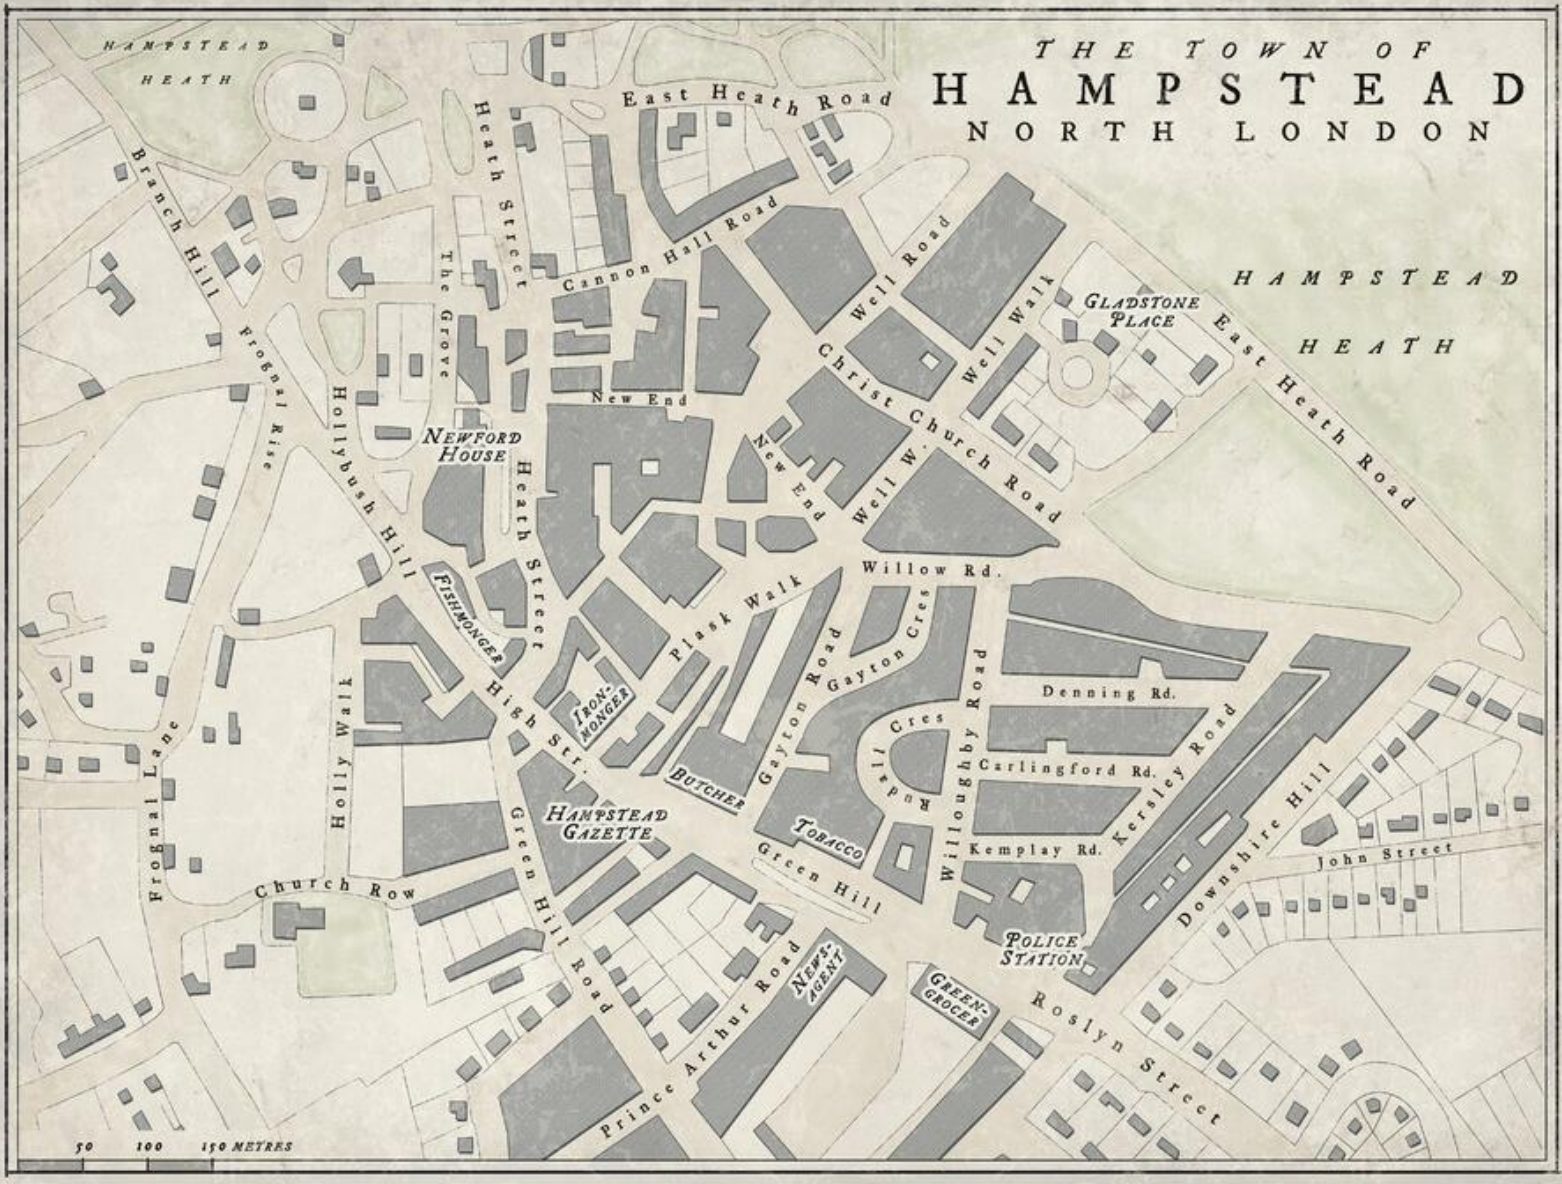 THE TOWN OF
HAMPSTEAD
NORTH LONDON
HAMPSTEAD
HEATH
East Heath Road
Heath Street
Branch Hill
Cannon Hall Road
Well Road
The Grove
Well Walk
GLADSTONE
PLACE
HAMPSTEAD
HEATH
East Heath Road
Frognal Rise
Hollybush Hill
Christ Church Road
New End
NEWFORD
HOUSE
Heath Street
New End
Well W.
Willow Rd.
FISHMONGER
Plask Walk
Gayton Road
Gayton Cres
Willoughby Road
Denning Rd.
IRON-
MONGER
High Str.
Holly Walk
Frognal Lane
Rudall Cres
Carlingford Rd.
Kersley Road
BUTCHER
HAMPSTEAD
GAZETTE
TOBACCO
Kemplay Rd.
Downshire Hill
John Street
Green Hill
Church Row
Green Hill Road
POLICE
STATION
NEWS-
AGENT
GREEN-
GROCER
Prince Arthur Road
Roslyn Street
50 100 150 METRES